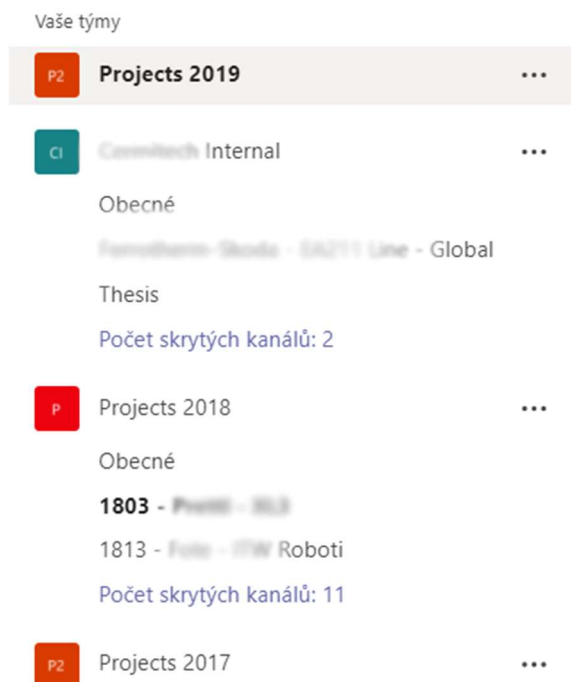 Vaše týmy
P2 Projects 2019
CI Internal
Obecné
- Global
Thesis
Počet skrytých kanálů: 2
P Projects 2018
Obecné
1803 -
1813 - Roboti
Počet skrytých kanálů: 11
P2 Projects 2017